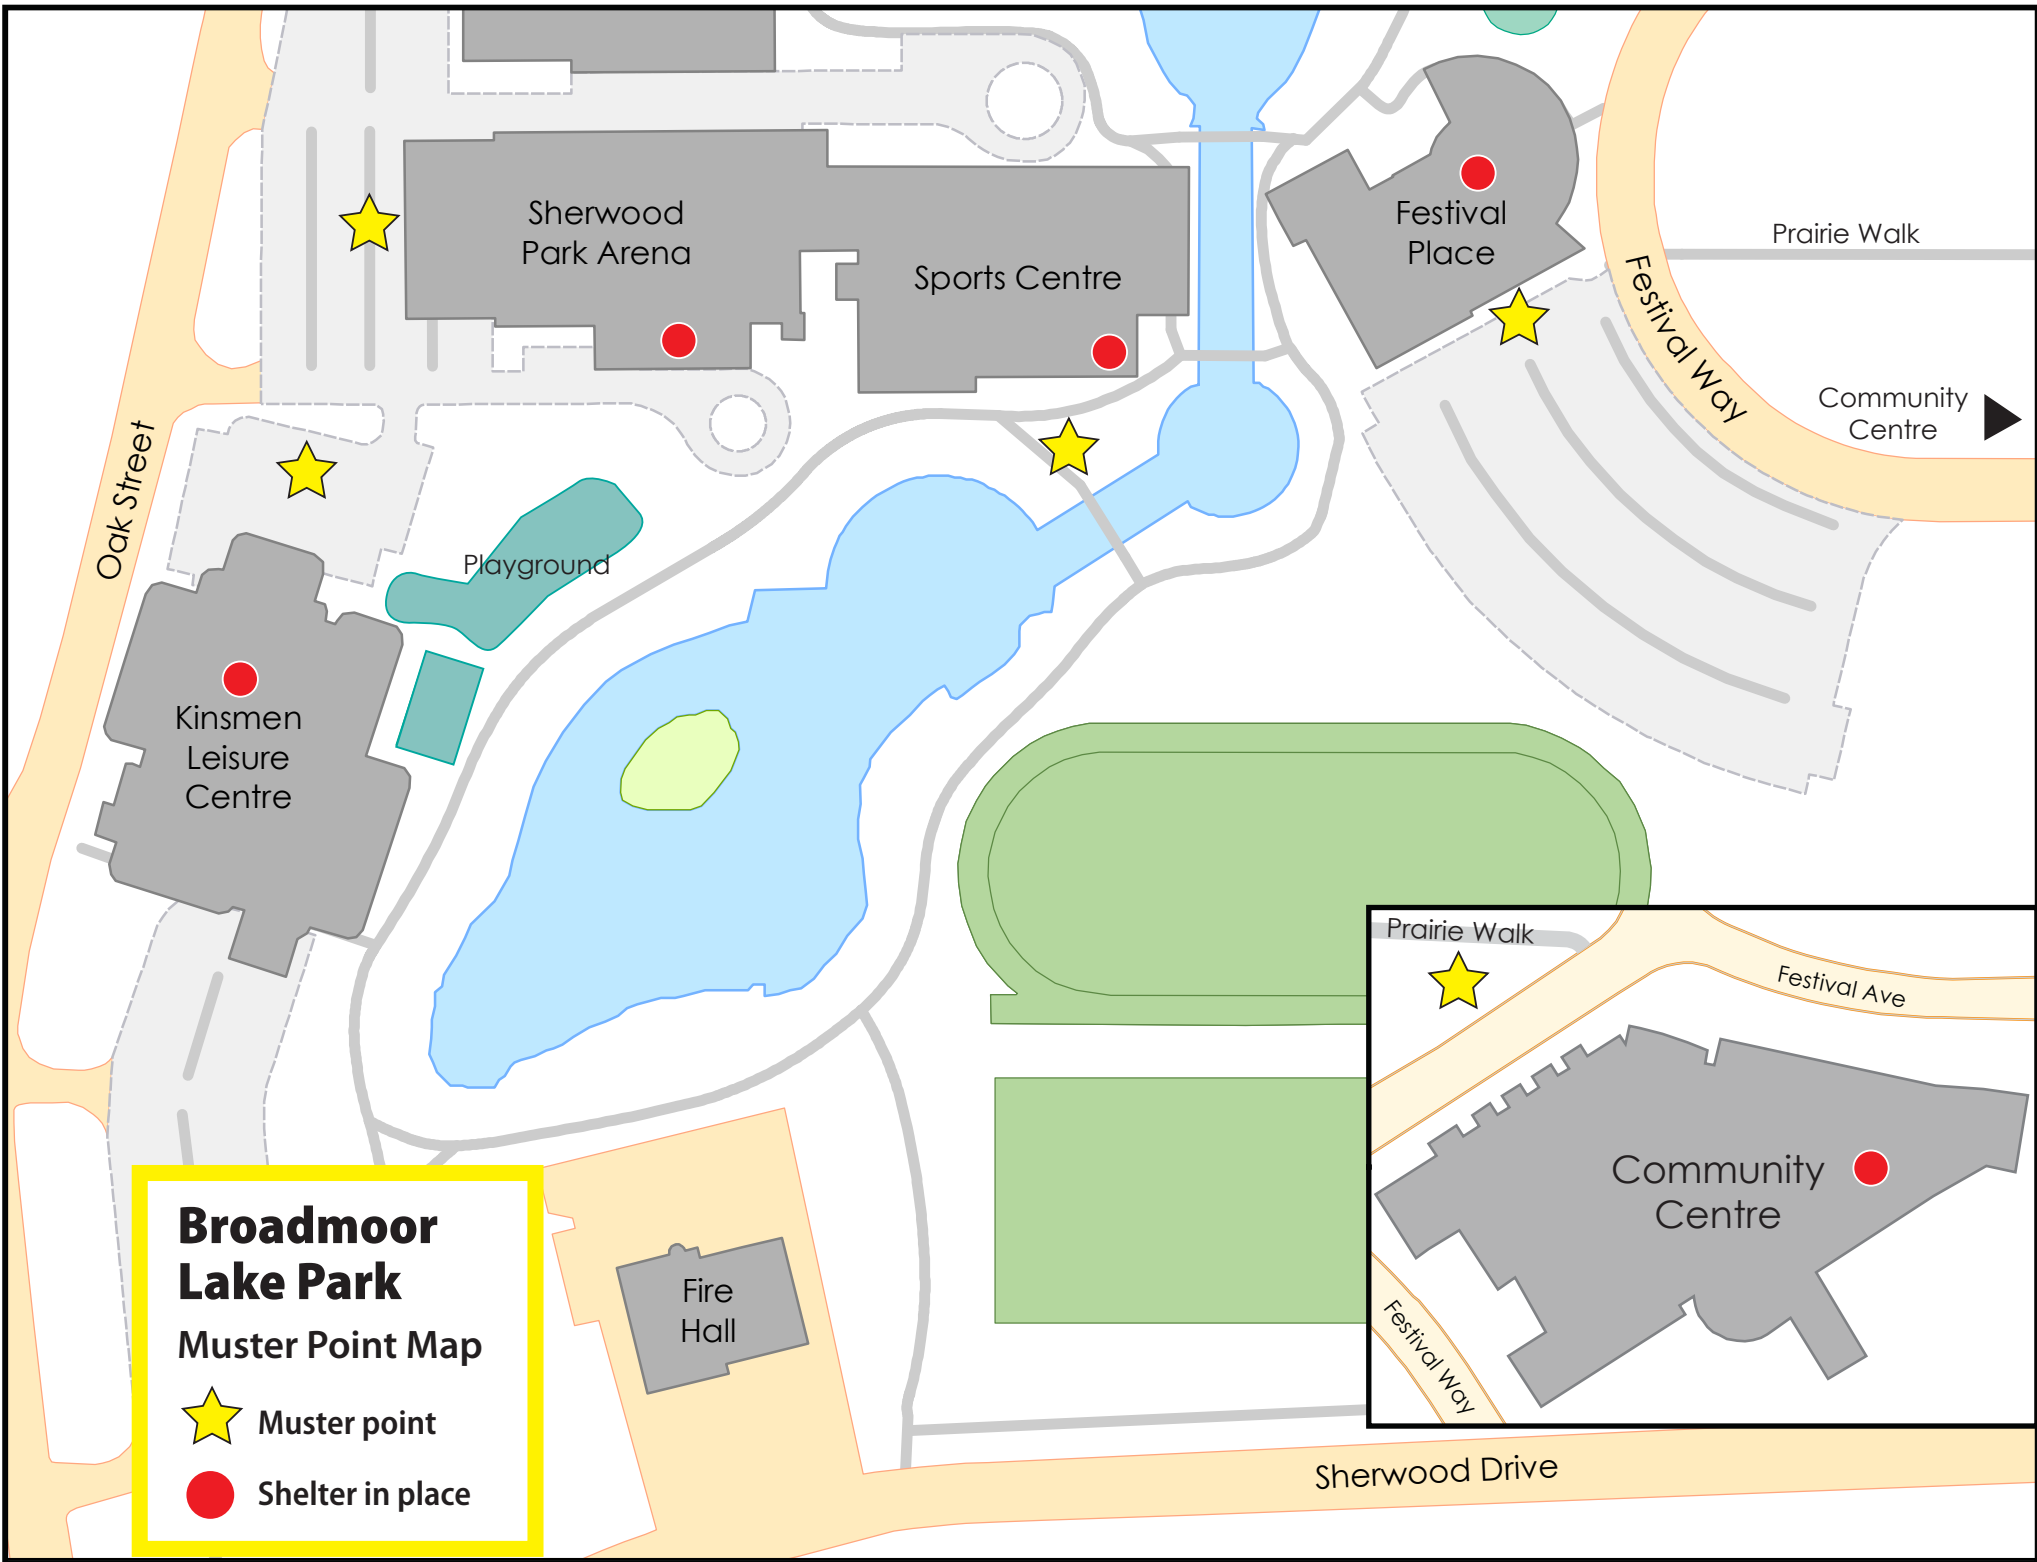 Sherwood
Park Arena
Sports Centre
Festival
Place
Prairie Walk
Festival Way
Community
Centre
Oak Street
Playground
Kinsmen
Leisure
Centre
Prairie Walk
Festival Ave
Community
Centre
Festival Way
Fire
Hall
Sherwood Drive
Broadmoor
Lake Park
Muster Point Map
Muster point
Shelter in place